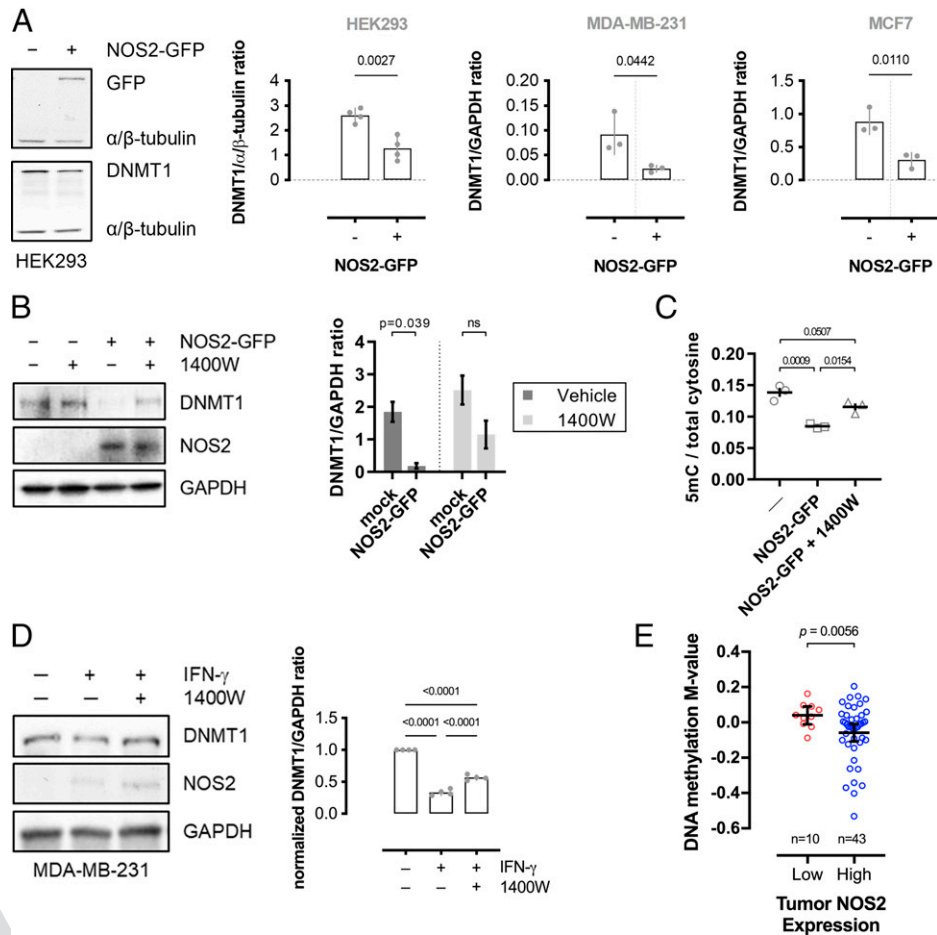 A
– + NOS2-GFP
GFP
α/β-tubulin
DNMT1
α/β-tubulin
HEK293
HEK293
0.0027
DNMT1/α/β-tubulin ratio
4
3
2
1
0
- +
NOS2-GFP
MDA-MB-231
0.0442
DNMT1/GAPDH ratio
0.20
0.15
0.10
0.05
0.00
- +
NOS2-GFP
MCF7
0.0110
DNMT1/GAPDH ratio
1.5
1.0
0.5
0.0
- +
NOS2-GFP
B
– – + + NOS2-GFP
– + – + 1400W
DNMT1
NOS2
GAPDH
p=0.039
ns
DNMT1/GAPDH ratio
4
3
2
1
0
mock
NOS2-GFP
mock
NOS2-GFP
Vehicle
1400W
C
0.0507
0.0009 0.0154
5mC / total cytosine
0.20
0.15
0.10
0.05
0.00
—
NOS2-GFP
NOS2-GFP + 1400W
D
– + + IFN-γ
– – + 1400W
DNMT1
NOS2
GAPDH
MDA-MB-231
<0.0001
<0.0001 <0.0001
normalized DNMT1/GAPDH ratio
1.5
1.0
0.5
0.0
– + + IFN-γ
– – + 1400W
E
p = 0.0056
DNA methylation M-value
0.4
0.2
0.0
-0.2
-0.4
-0.6
n=10 n=43
Low High
Tumor NOS2
Expression